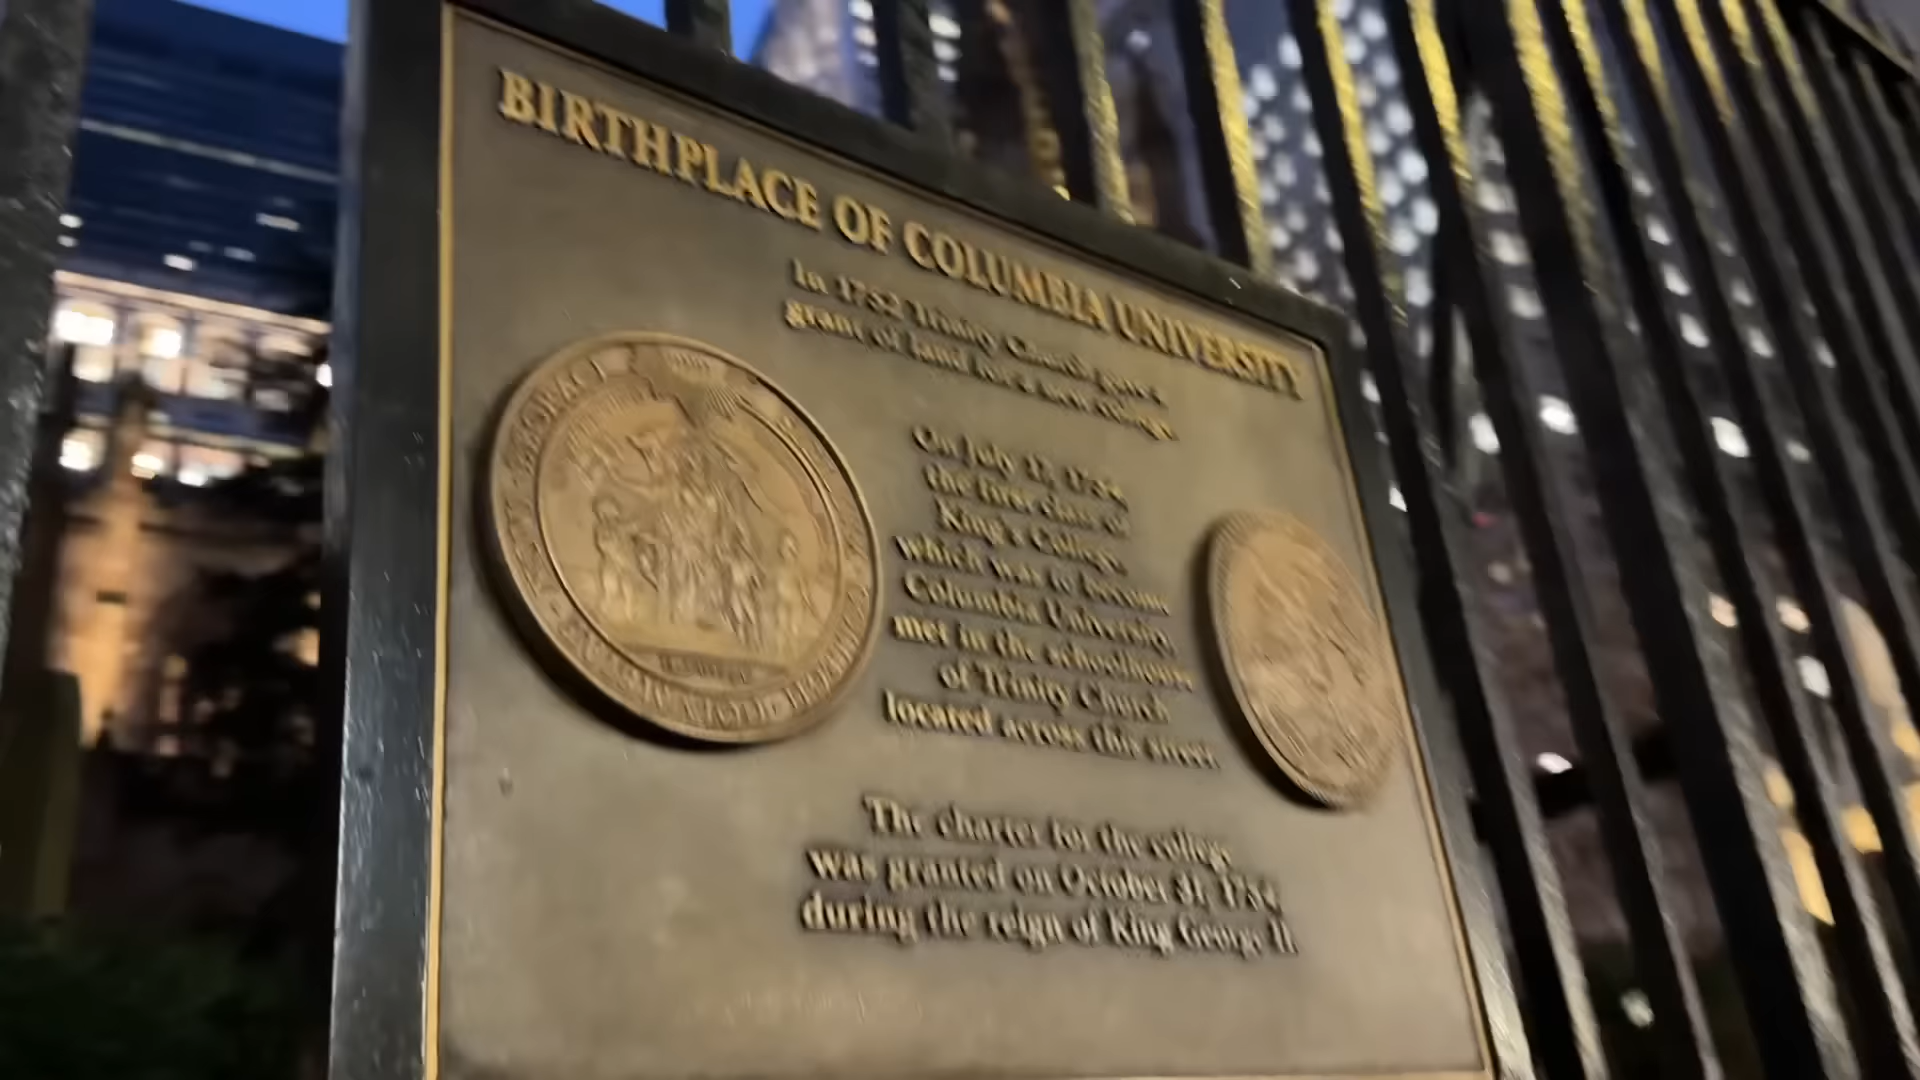 BIRTHPLACE OF COLUMBIA UNIVERSITY
In 1752 Trinity Church
grant of land for a new college.
On July 17, 1754,
the first class of
King's College,
which was to become
Columbia University,
met in the schoolhouse
of Trinity Church
located across this street.
The charter for the college
was granted on October 31, 1754,
during the reign of King George II.